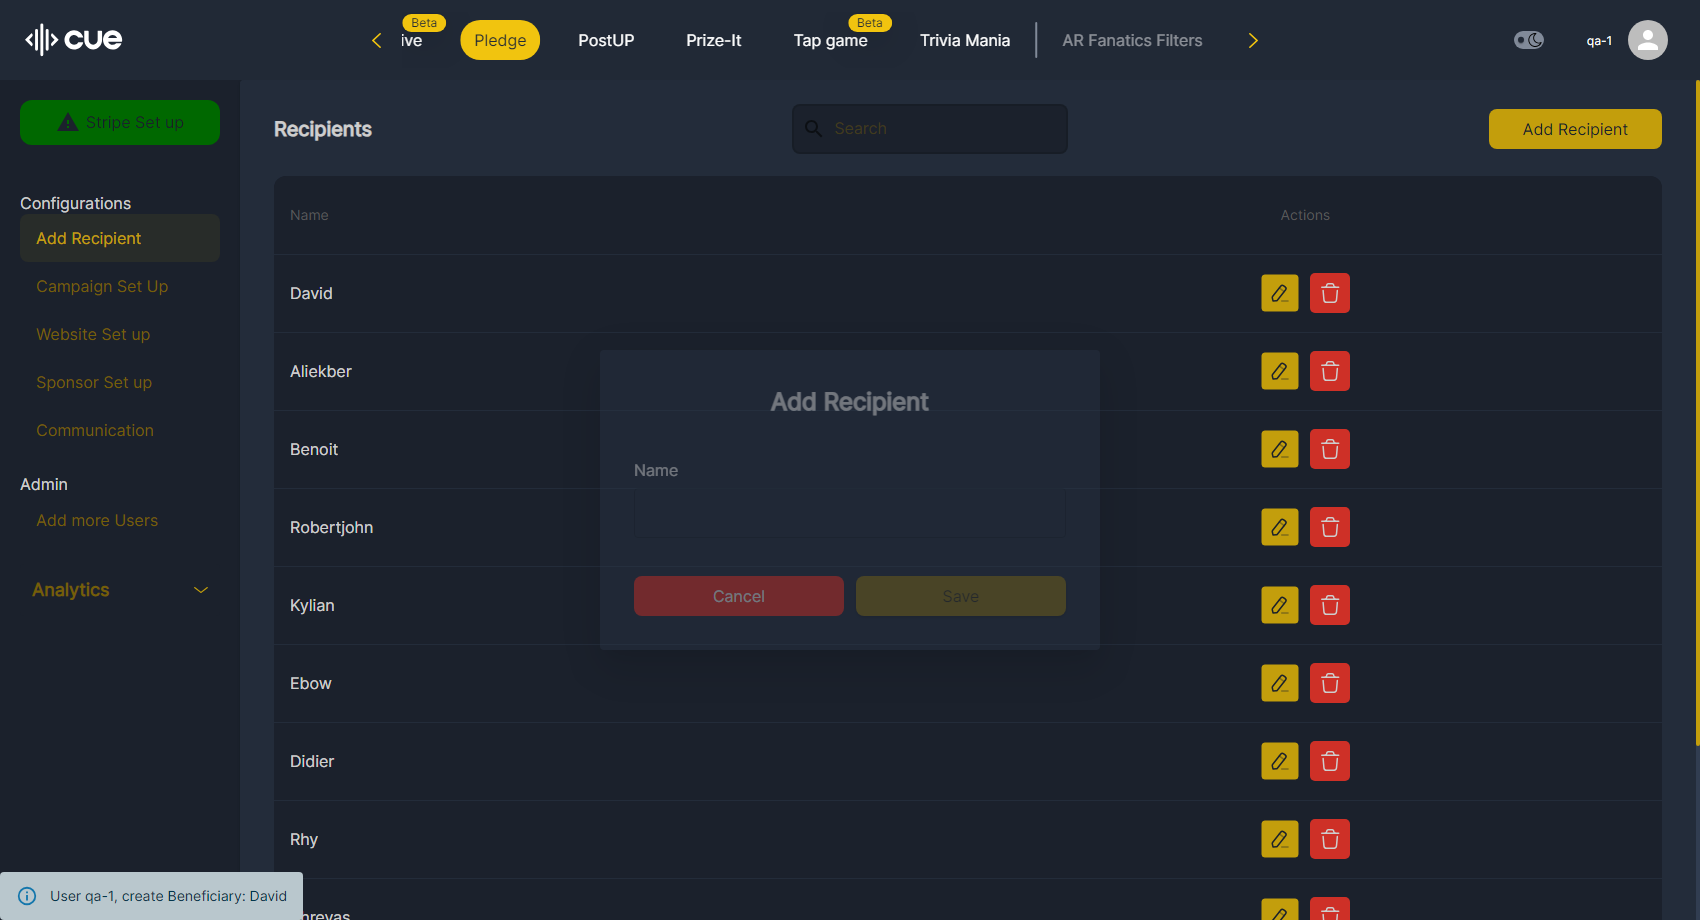 cue
Beta
ive
Pledge
PostUP
Prize-It
Beta
Tap game
Trivia Mania
AR Fanatics Filters
qa-1
Stripe Set up
Recipients
Search
Add Recipient
Configurations
Add Recipient
Campaign Set Up
Website Set up
Sponsor Set up
Communication
Admin
Add more Users
Analytics
Name
Actions
David
Aliekber
Benoit
Robertjohn
Kylian
Ebow
Didier
Rhy
Add Recipient
Name
Cancel
Save
User qa-1, create Beneficiary: David